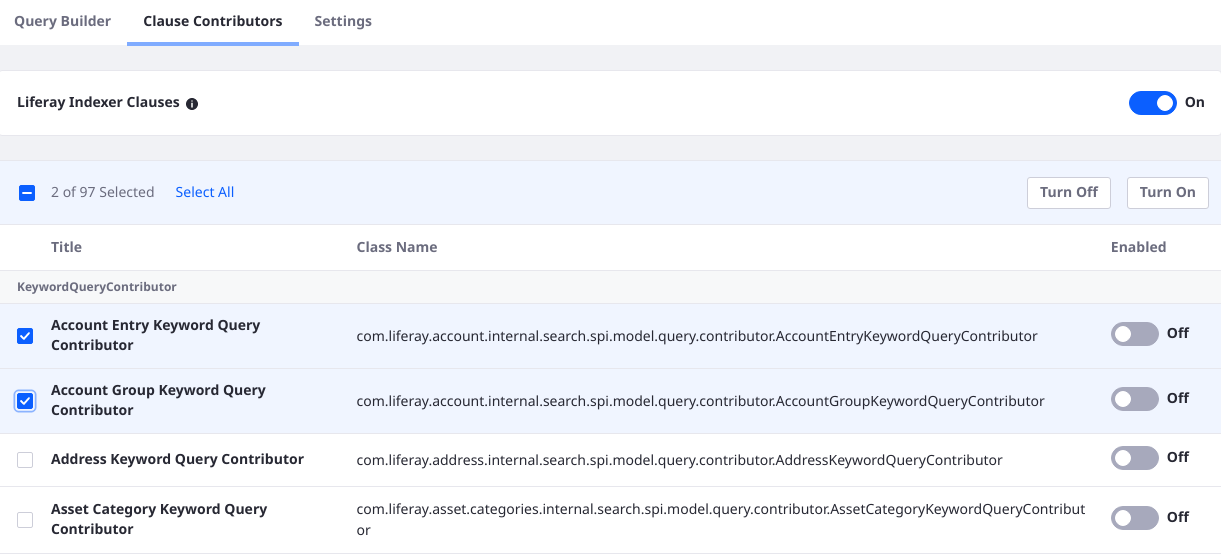 Query Builder Clause Contributors Settings
Liferay Indexer Clauses On
2 of 97 Selected Select All Turn Off Turn On
Title Class Name Enabled
KeywordQueryContributor
Account Entry Keyword Query
Contributor
com.liferay.account.internal.search.spi.model.query.contributor.AccountEntryKeywordQueryContributor
Off
Account Group Keyword Query
Contributor
com.liferay.account.internal.search.spi.model.query.contributor.AccountGroupKeywordQueryContributor
Off
Address Keyword Query Contributor
com.liferay.address.internal.search.spi.model.query.contributor.AddressKeywordQueryContributor
Off
Asset Category Keyword Query
Contributor
com.liferay.asset.categories.internal.search.spi.model.query.contributor.AssetCategoryKeywordQueryContribut
or
Off